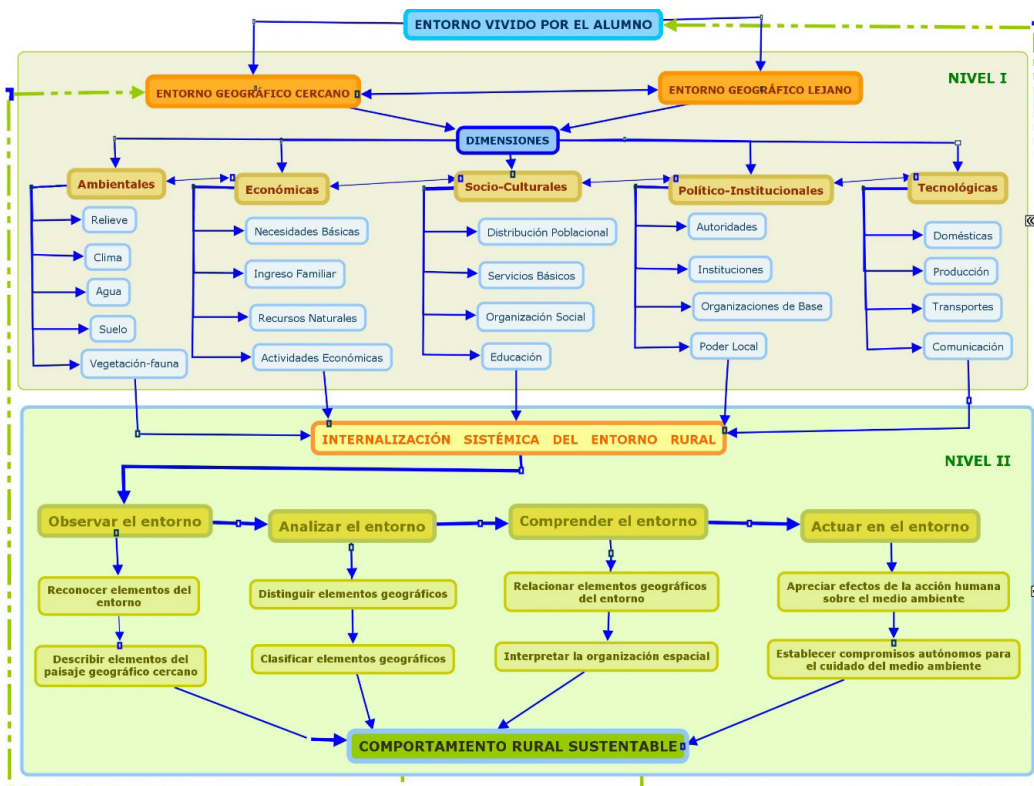 ENTORNO VIVIDO POR EL ALUMNO
NIVEL I
ENTORNO GEOGRÁFICO CERCANO
ENTORNO GEOGRÁFICO LEJANO
DIMENSIONES
Ambientales
Económicas
Socio-Culturales
Político-Institucionales
Tecnológicas
Relieve
Clima
Agua
Suelo
Vegetación-fauna
Necesidades Básicas
Ingreso Familiar
Recursos Naturales
Actividades Económicas
Distribución Poblacional
Servicios Básicos
Organización Social
Educación
Autoridades
Instituciones
Organizaciones de Base
Poder Local
Domésticas
Producción
Transportes
Comunicación
INTERNALIZACIÓN SISTÉMICA DEL ENTORNO RURAL
NIVEL II
Observar el entorno
Analizar el entorno
Comprender el entorno
Actuar en el entorno
Reconocer elementos del
entorno
Describir elementos del
paisaje geográfico cercano
Distinguir elementos geográficos
Clasificar elementos geográficos
Relacionar elementos geográficos
del entorno
Interpretar la organización espacial
Apreciar efectos de la acción humana
sobre el medio ambiente
Establecer compromisos autónomos para
el cuidado del medio ambiente
COMPORTAMIENTO RURAL SUSTENTABLE